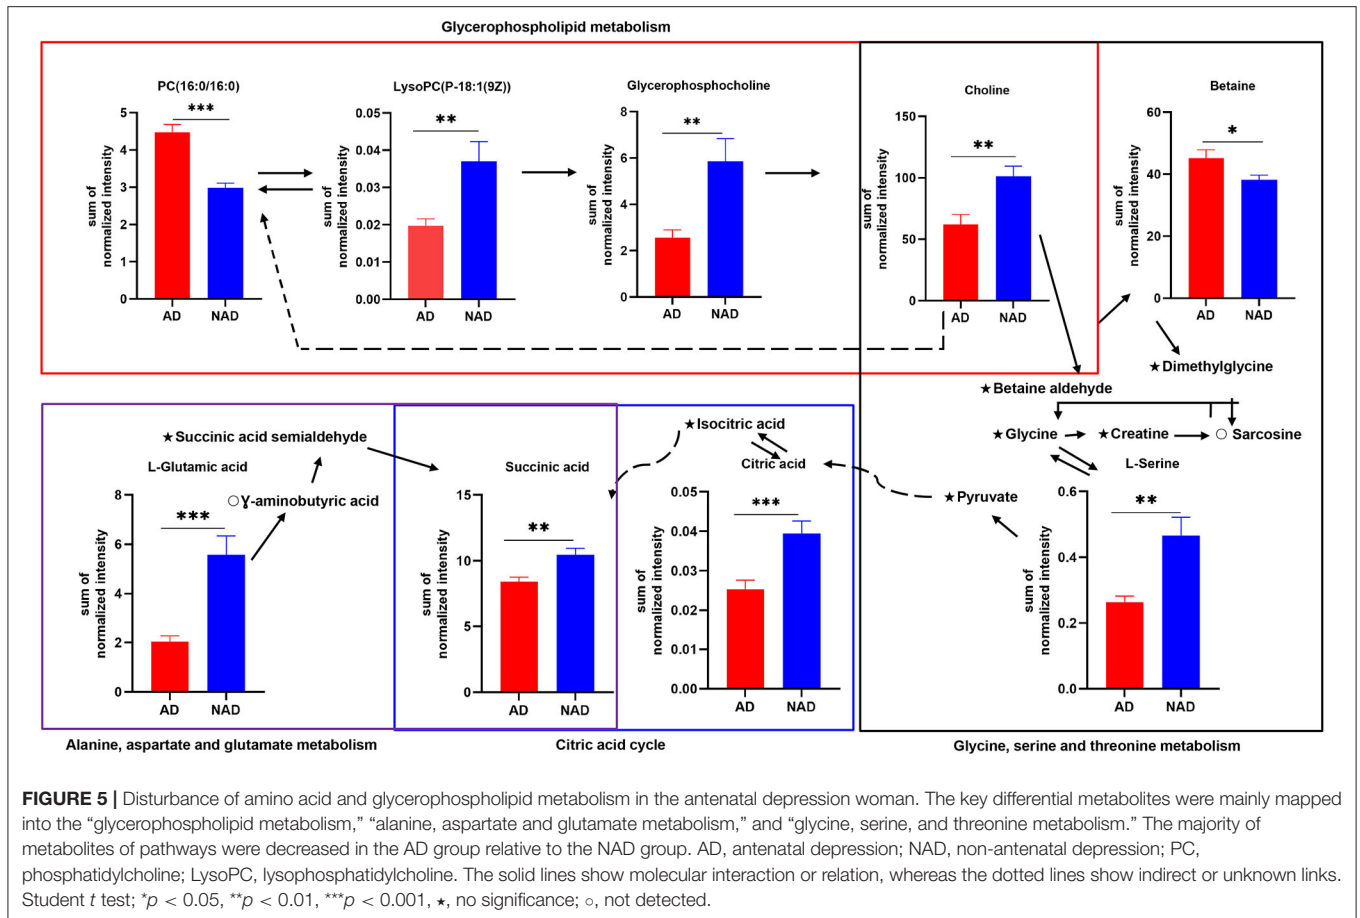 Glycerophospholipid metabolism
PC(16:0/16:0)
***
sum of
normalized intensity
5
4
3
2
1
0
AD NAD
LysoPC(P-18:1(9Z))
**
sum of
normalized intensity
0.05
0.04
0.03
0.02
0.01
0.00
AD NAD
Glycerophosphocholine
**
sum of
normalized intensity
8
6
4
2
0
AD NAD
Choline
**
sum of
normalized intensity
150
100
50
0
AD NAD
Betaine
*
sum of
normalized intensity
60
40
20
0
AD NAD
★Dimethylglycine
★Betaine aldehyde
★Glycine
★Creatine
○ Sarcosine
★Succinic acid semialdehyde
L-Glutamic acid
○Ɣ-aminobutyric acid
***
sum of
normalized intensity
8
6
4
2
0
AD NAD
Succinic acid
**
sum of
normalized intensity
15
10
5
0
AD NAD
★Isocitric acid
Citric acid
***
sum of
normalized intensity
0.05
0.04
0.03
0.02
0.01
0.00
AD NAD
★Pyruvate
L-Serine
**
sum of
normalized intensity
0.6
0.4
0.2
0.0
AD NAD
Alanine, aspartate and glutamate metabolism
Citric acid cycle
Glycine, serine and threonine metabolism
FIGURE 5 | Disturbance of amino acid and glycerophospholipid metabolism in the antenatal depression woman. The key differential metabolites were mainly mapped
into the “glycerophospholipid metabolism,” “alanine, aspartate and glutamate metabolism,” and “glycine, serine, and threonine metabolism.” The majority of
metabolites of pathways were decreased in the AD group relative to the NAD group. AD, antenatal depression; NAD, non-antenatal depression; PC,
phosphatidylcholine; LysoPC, lysophosphatidylcholine. The solid lines show molecular interaction or relation, whereas the dotted lines show indirect or unknown links.
Student t test; *p < 0.05, **p < 0.01, ***p < 0.001, ⋆, no significance; ○, not detected.